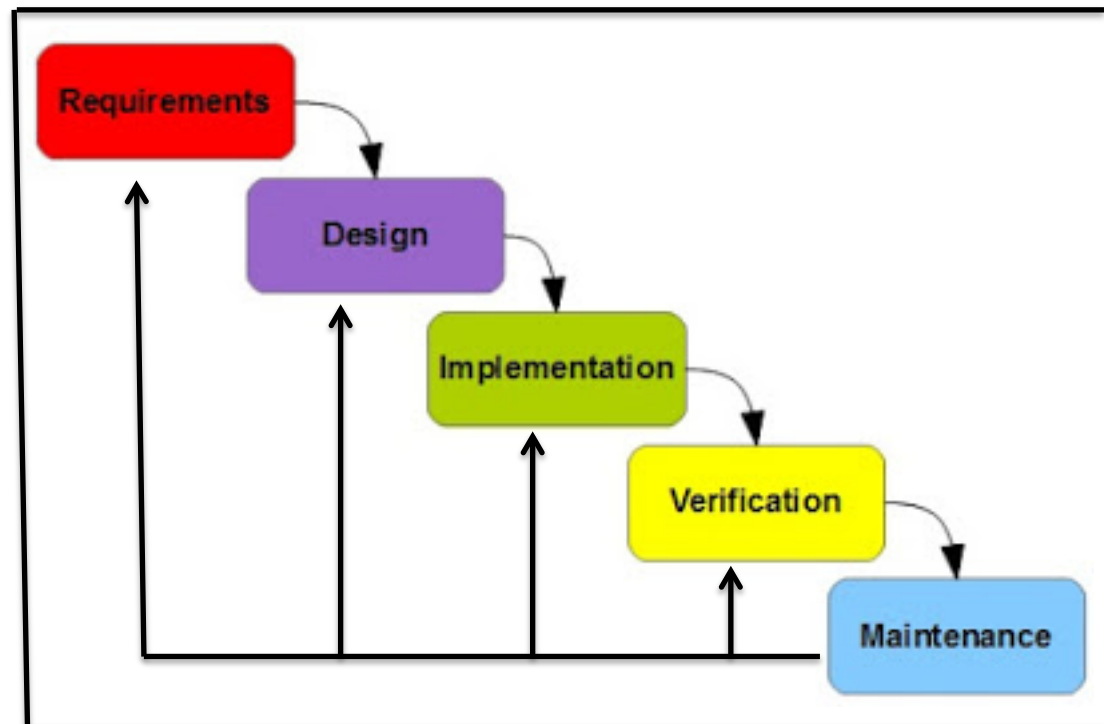 Requirements
Design
Implementation
Verification
Maintenance